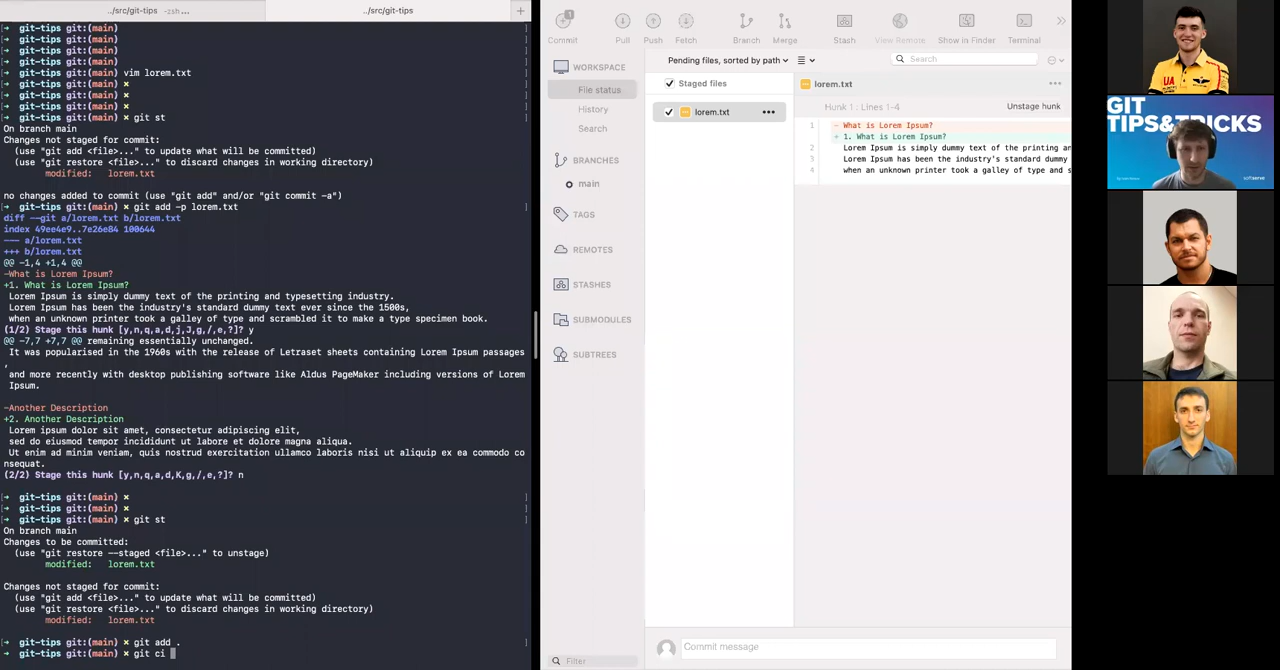 ../src/git-tips -zsh ...
../src/git-tips
+
[➜ git-tips git:(main)
[➜ git-tips git:(main)
[➜ git-tips git:(main)
[➜ git-tips git:(main)
[➜ git-tips git:(main) vim lorem.txt
[➜ git-tips git:(main) ×
[➜ git-tips git:(main) ×
[➜ git-tips git:(main) ×
[➜ git-tips git:(main) × git st
On branch main
Changes not staged for commit:
(use "git add <file>..." to update what will be committed)
(use "git restore <file>..." to discard changes in working directory)
modified: lorem.txt
no changes added to commit (use "git add" and/or "git commit -a")
[➜ git-tips git:(main) × git add -p lorem.txt
diff --git a/lorem.txt b/lorem.txt
index 49ee4e9..7e26e84 100644
--- a/lorem.txt
+++ b/lorem.txt
@@ -1,4 +1,4 @@
-What is Lorem Ipsum?
+1. What is Lorem Ipsum?
Lorem Ipsum is simply dummy text of the printing and typesetting industry.
Lorem Ipsum has been the industry's standard dummy text ever since the 1500s,
when an unknown printer took a galley of type and scrambled it to make a type specimen book.
(1/2) Stage this hunk [y,n,q,a,d,j,J,g,/,e,?]? y
@@ -7,7 +7,7 @@ remaining essentially unchanged.
It was popularised in the 1960s with the release of Letraset sheets containing Lorem Ipsum passages
,
and more recently with desktop publishing software like Aldus PageMaker including versions of Lorem
Ipsum.
-Another Description
+2. Another Description
Lorem ipsum dolor sit amet, consectetur adipiscing elit,
sed do eiusmod tempor incididunt ut labore et dolore magna aliqua.
Ut enim ad minim veniam, quis nostrud exercitation ullamco laboris nisi ut aliquip ex ea commodo co
nsequat.
(2/2) Stage this hunk [y,n,q,a,d,K,g,/,e,?]? n
[➜ git-tips git:(main) ×
[➜ git-tips git:(main) ×
[➜ git-tips git:(main) × git st
On branch main
Changes to be committed:
(use "git restore --staged <file>..." to unstage)
modified: lorem.txt
Changes not staged for commit:
(use "git add <file>..." to update what will be committed)
(use "git restore <file>..." to discard changes in working directory)
modified: lorem.txt
[➜ git-tips git:(main) × git add .
➜ git-tips git:(main) × git ci
1
Commit
Pull
Push
Fetch
Branch
Merge
Stash
View Remote
Show in Finder
Terminal
WORKSPACE
File status
History
Search
BRANCHES
main
TAGS
REMOTES
STASHES
SUBMODULES
SUBTREES
Filter
Pending files, sorted by path
Search
Staged files
lorem.txt
lorem.txt
Hunk 1 : Lines 1-4
Unstage hunk
1 - What is Lorem Ipsum?
+ 1. What is Lorem Ipsum?
2 Lorem Ipsum is simply dummy text of the printing an
3 Lorem Ipsum has been the industry's standard dummy
4 when an unknown printer took a galley of type and s
Commit message
UA
GIT
TIPS&TRICKS
softserve